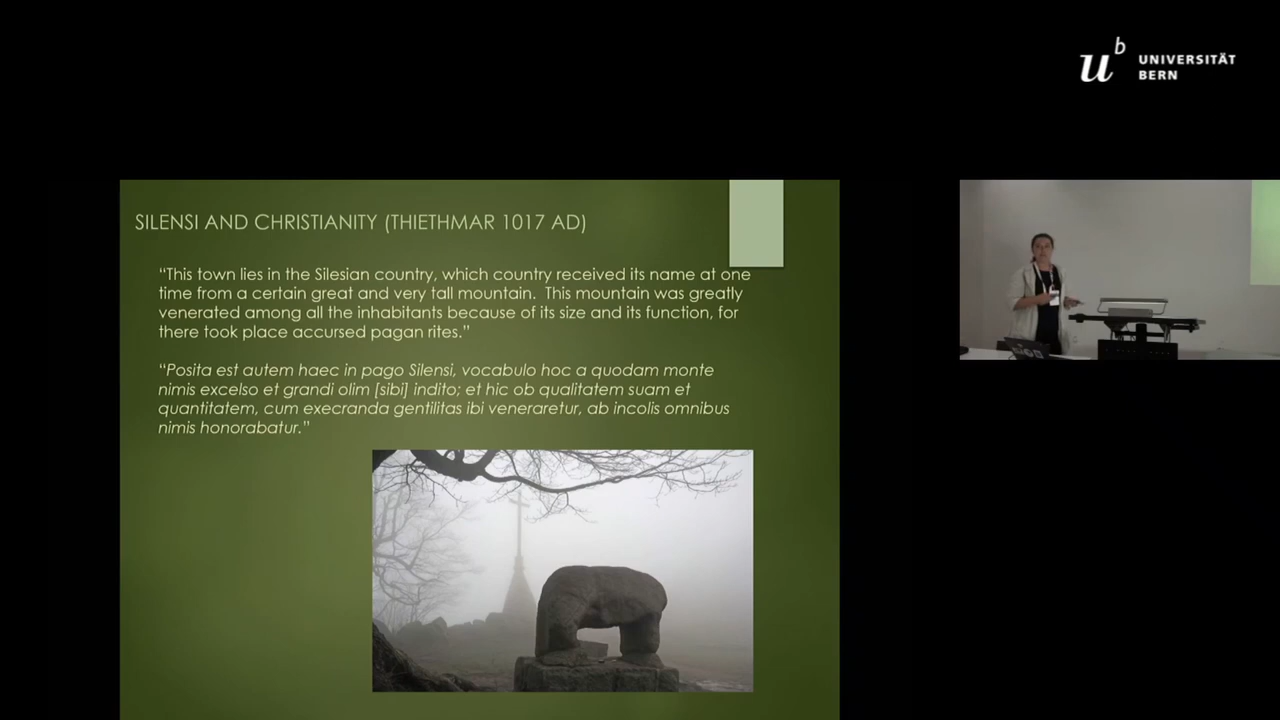 u^b UNIVERSITÄT
BERN
SILENSI AND CHRISTIANITY (THIETHMAR 1017 AD)
“This town lies in the Silesian country, which country received its name at one
time from a certain great and very tall mountain. This mountain was greatly
venerated among all the inhabitants because of its size and its function, for
there took place accursed pagan rites.”
“Posita est autem haec in pago Silensi, vocabulo hoc a quodam monte
nimis excelso et grandi olim [sibi] indito; et hic ob qualitatem suam et
quantitatem, cum execranda gentilitas ibi veneraretur, ab incolis omnibus
nimis honorabatur.”